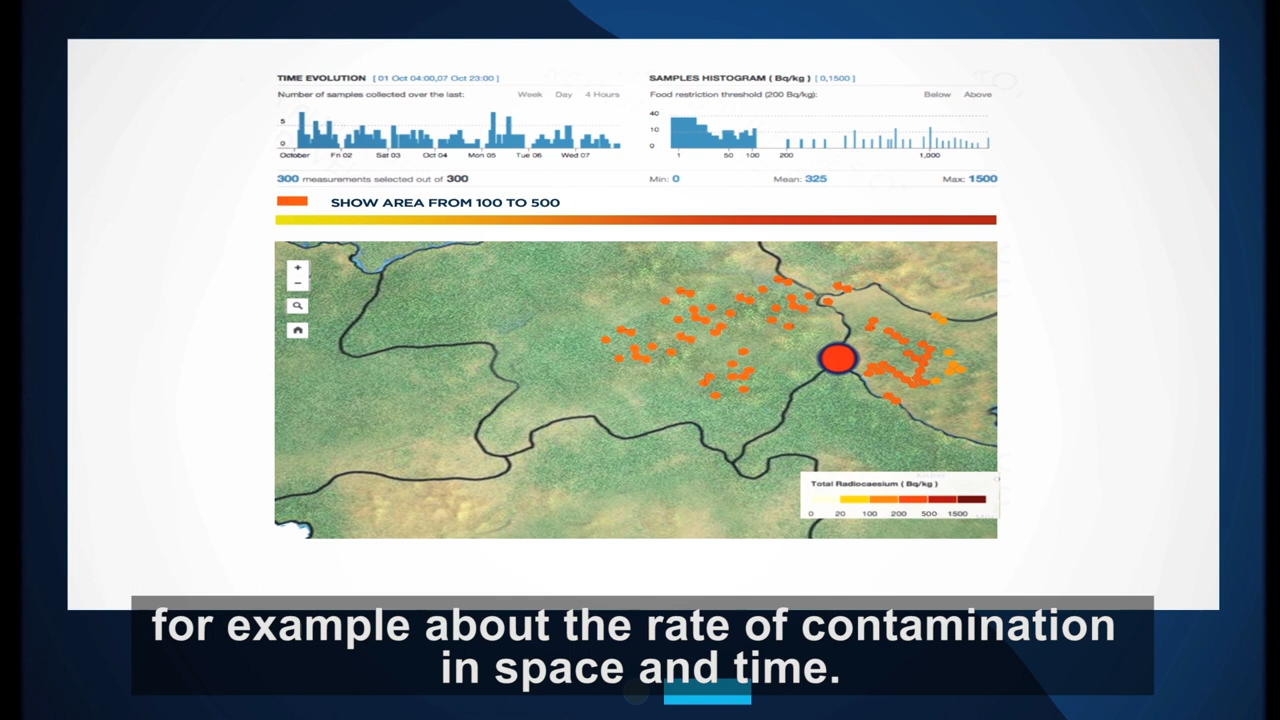 TIME EVOLUTION [ 01 Oct 04:00,07 Oct 23:00 ]
Number of samples collected over the last: Week Day 4 Hours
5
0
October Fri 02 Sat 03 Oct 04 Mon 05 Tue 06 Wed 07
300 measurements selected out of 300
SAMPLES HISTOGRAM ( Bq/kg ) [ 0,1500 ]
Food restriction threshold (200 Bq/kg): Below Above
40
10
0
1 50 100 200 1,000
Min: 0 Mean: 325 Max: 1500
SHOW AREA FROM 100 TO 500
+
−
Total Radiocaesium ( Bq/kg )
0 20 100 200 500 1500
for example about the rate of contamination
in space and time.